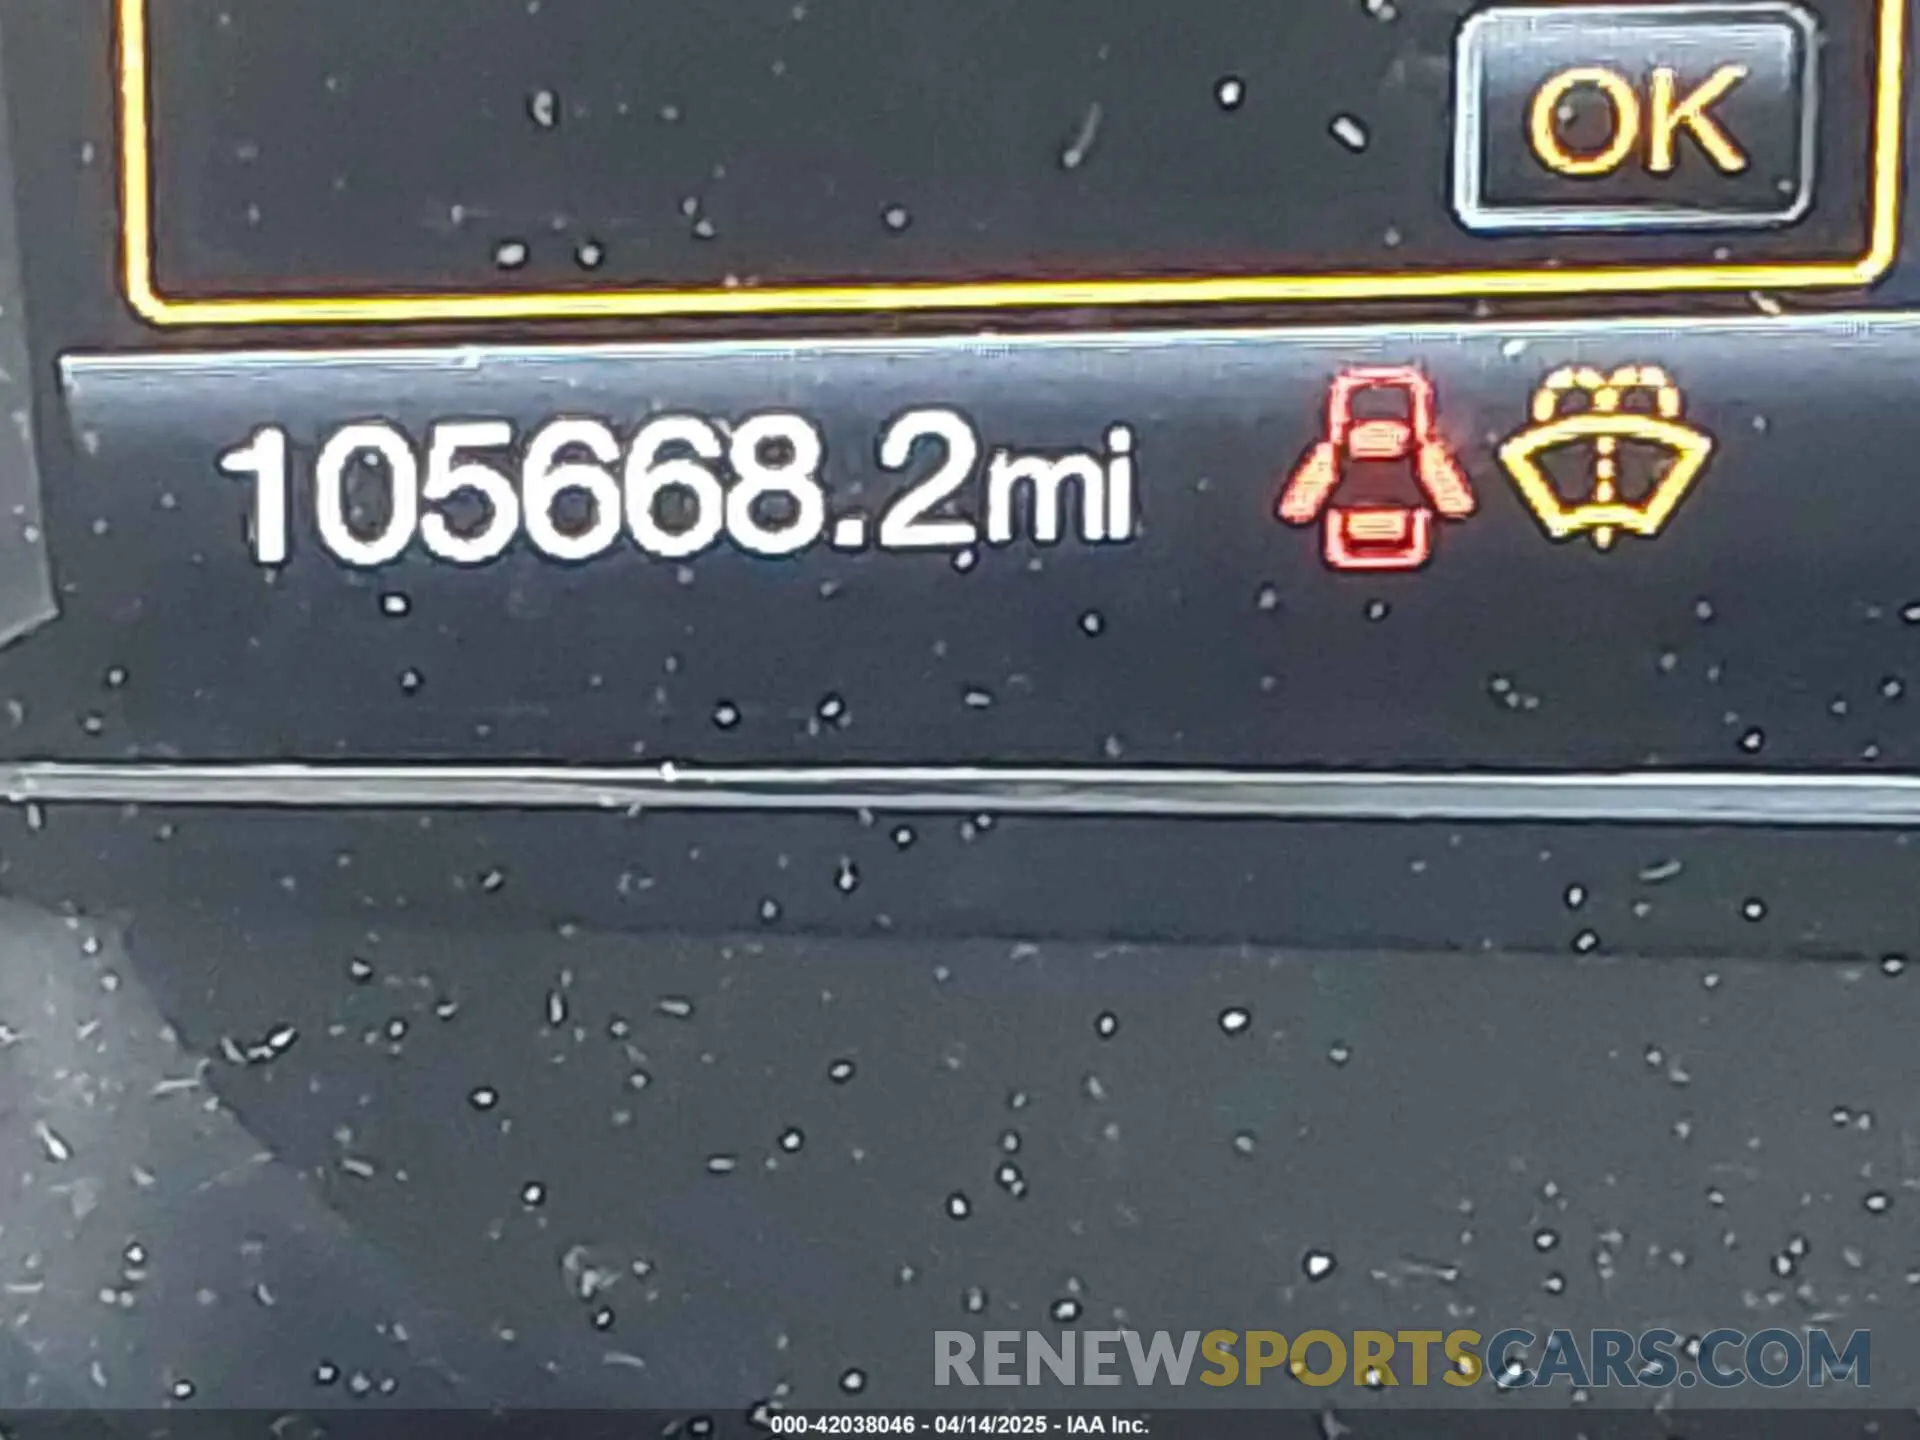 OK
105668.2mi
RENEWSPORTSCARS.COM
000-42038046 - 04/14/2025 - IAA Inc.